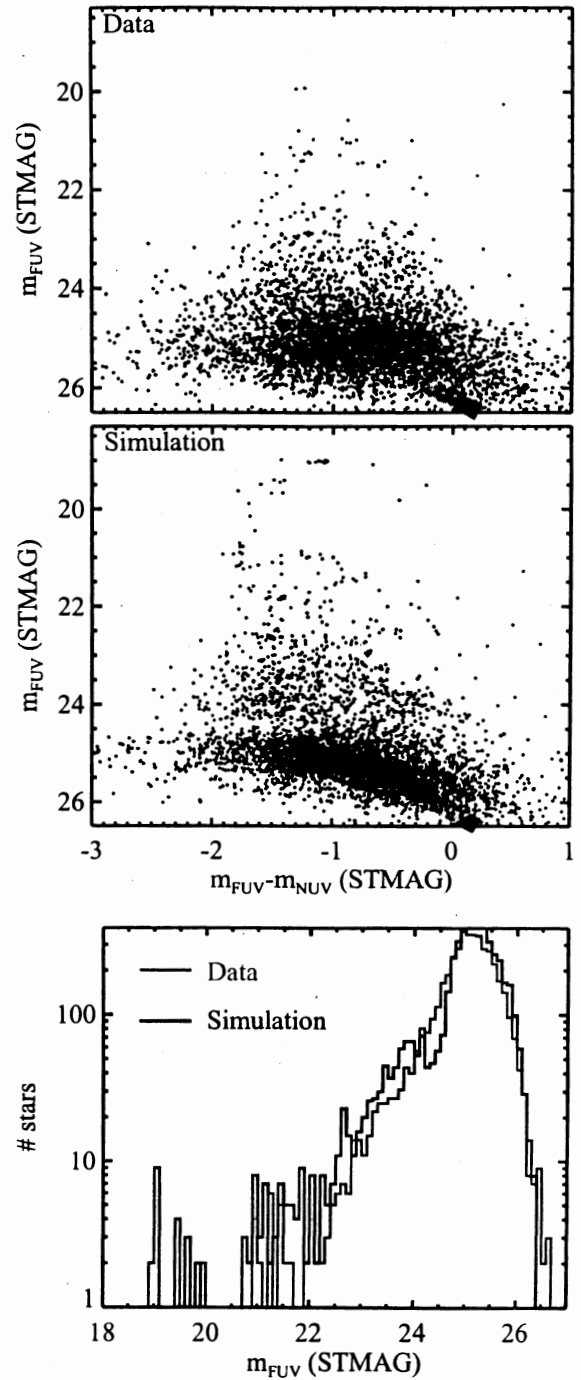 Data
20
22
24
26
m_FUV (STMAG)
Simulation
20
22
24
26
m_FUV (STMAG)
-3 -2 -1 0 1
m_FUV-m_NUV (STMAG)
Data
Simulation
100
10
1
# stars
18 20 22 24 26
m_FUV (STMAG)